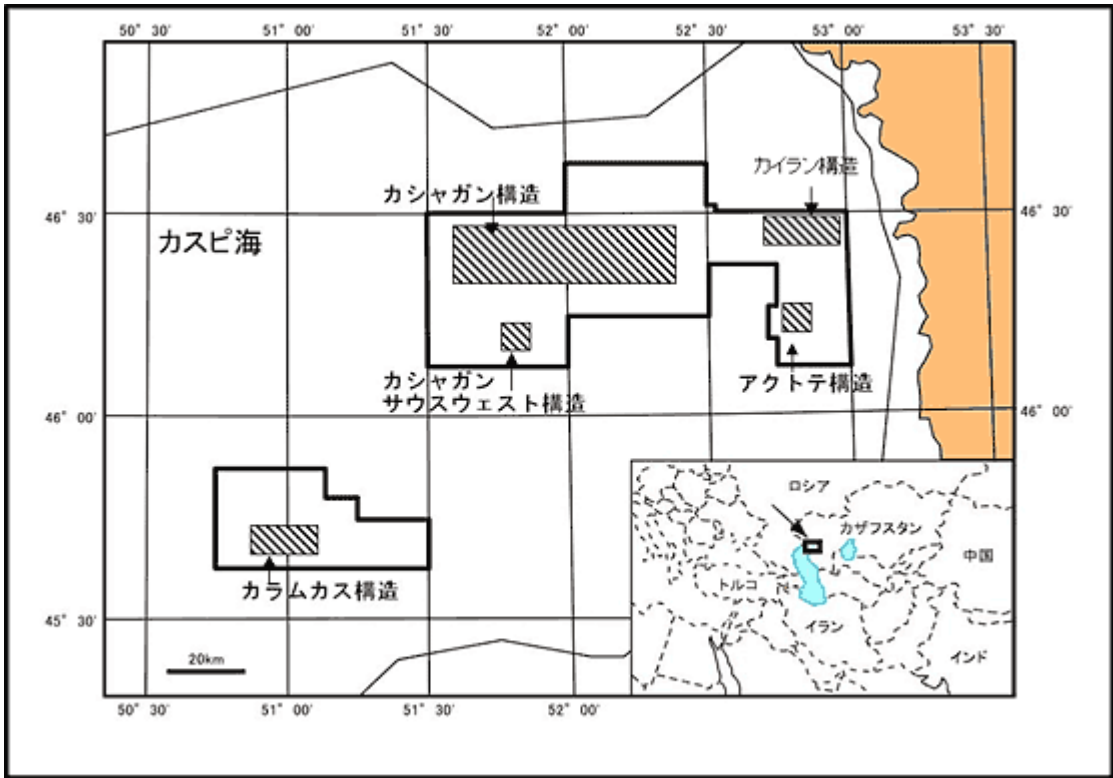 50° 30′
51° 00′
51° 30′
52° 00′
52° 30′
53° 00′
53° 30′
カイラン構造
カシャガン構造
46° 30′
46° 30′
カスピ海
カシャガン
サウスウェスト構造
アクトテ構造
46° 00′
46° 00′
ロシア
カザフスタン
中国
トルコ
イラン
インド
カラムカス構造
45° 30′
20km
50° 30′
51° 00′
51° 30′
52° 00′